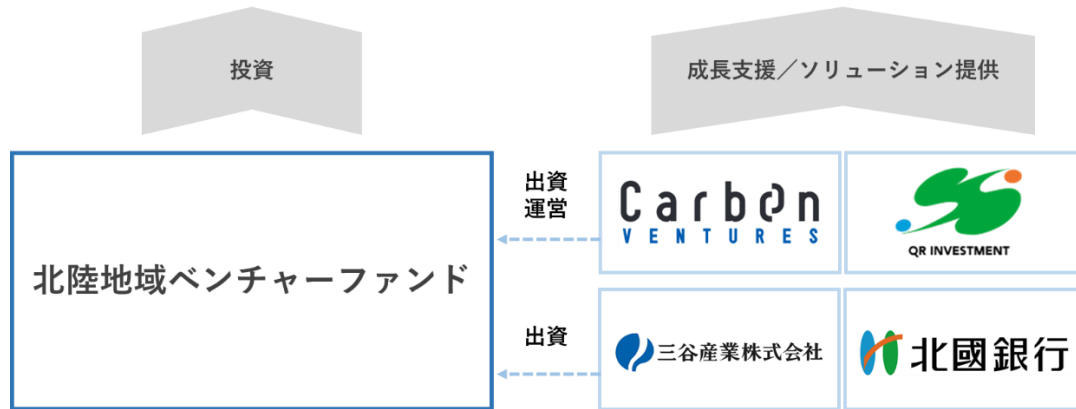 投資
成長支援／ソリューション提供
北陸地域ベンチャーファンド
出資
運営
Carbon
VENTURES
QR INVESTMENT
出資
三谷産業株式会社
北國銀行